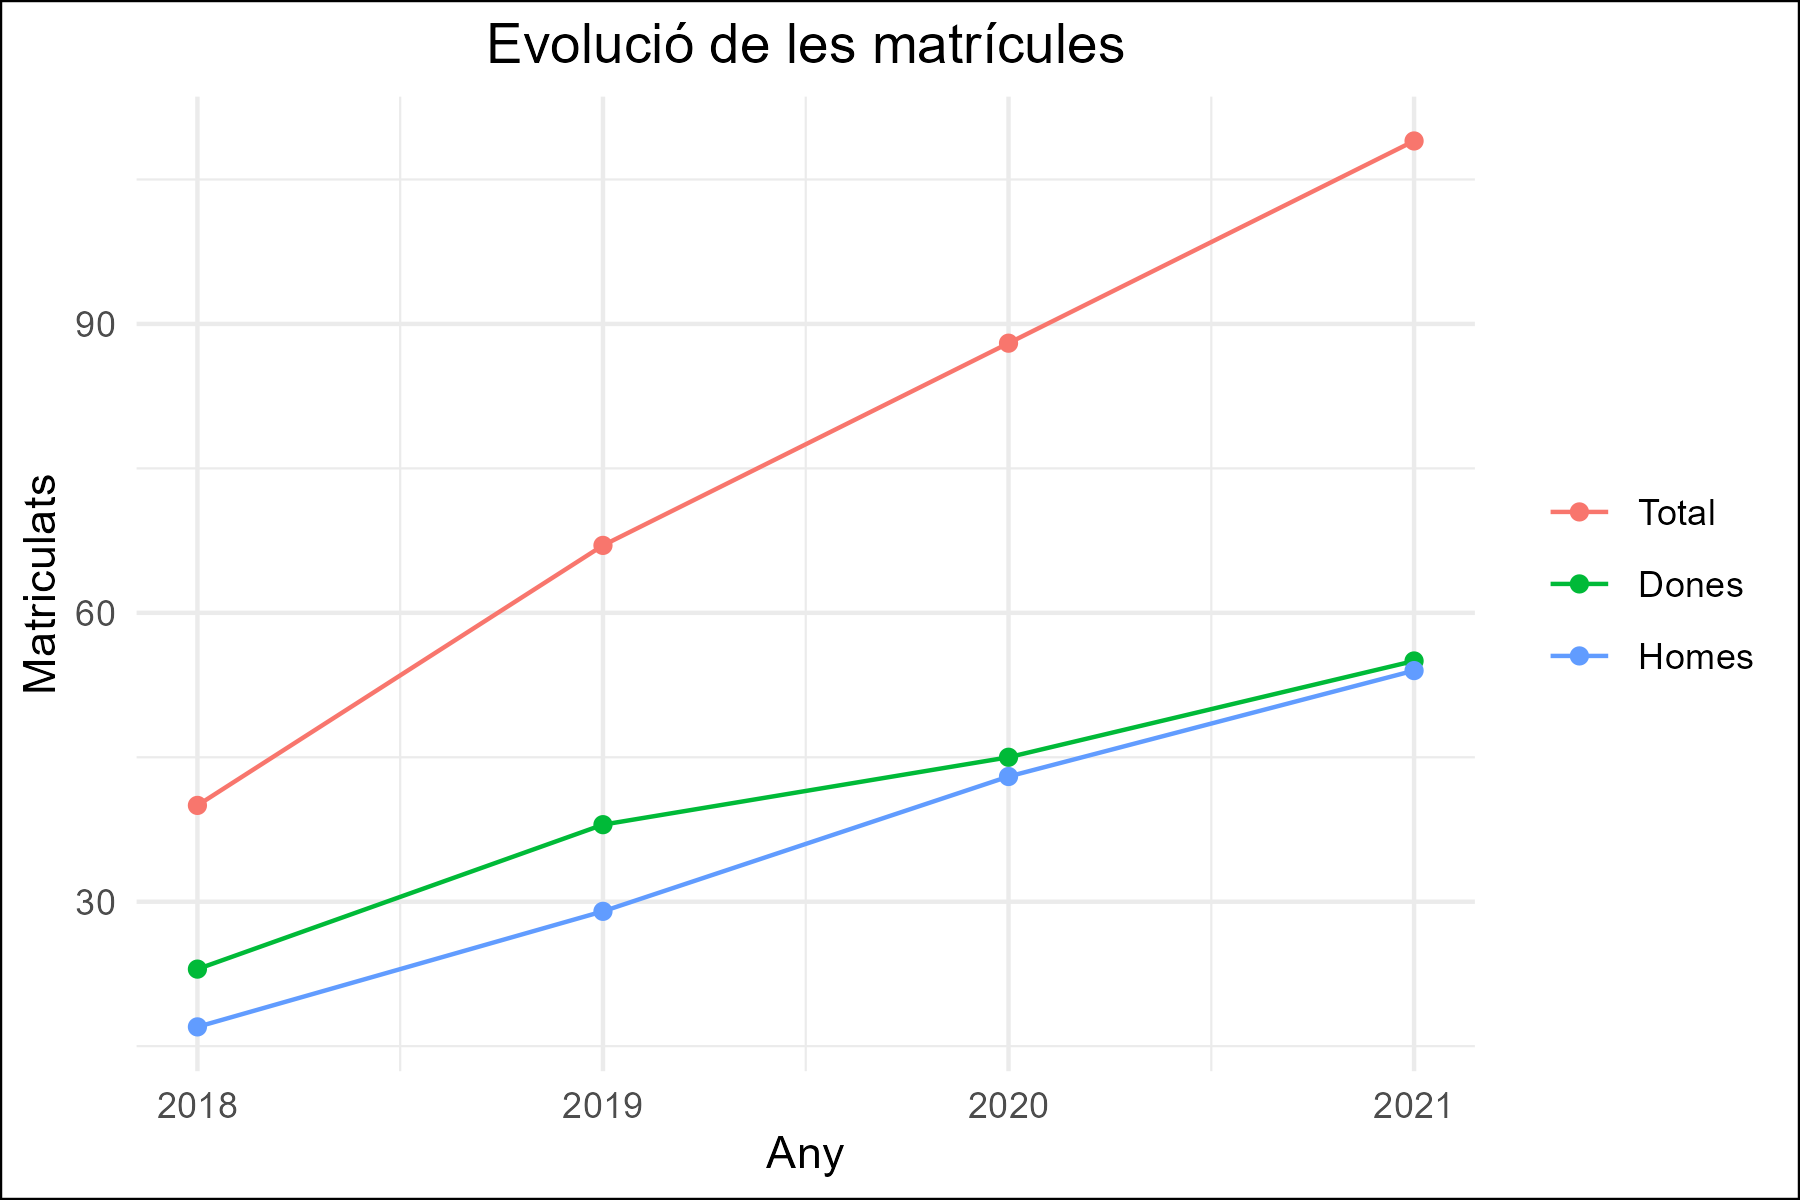 Evolució de les matrícules
Matriculats
90
60
30
2018
2019
2020
2021
Any
Total
Dones
Homes